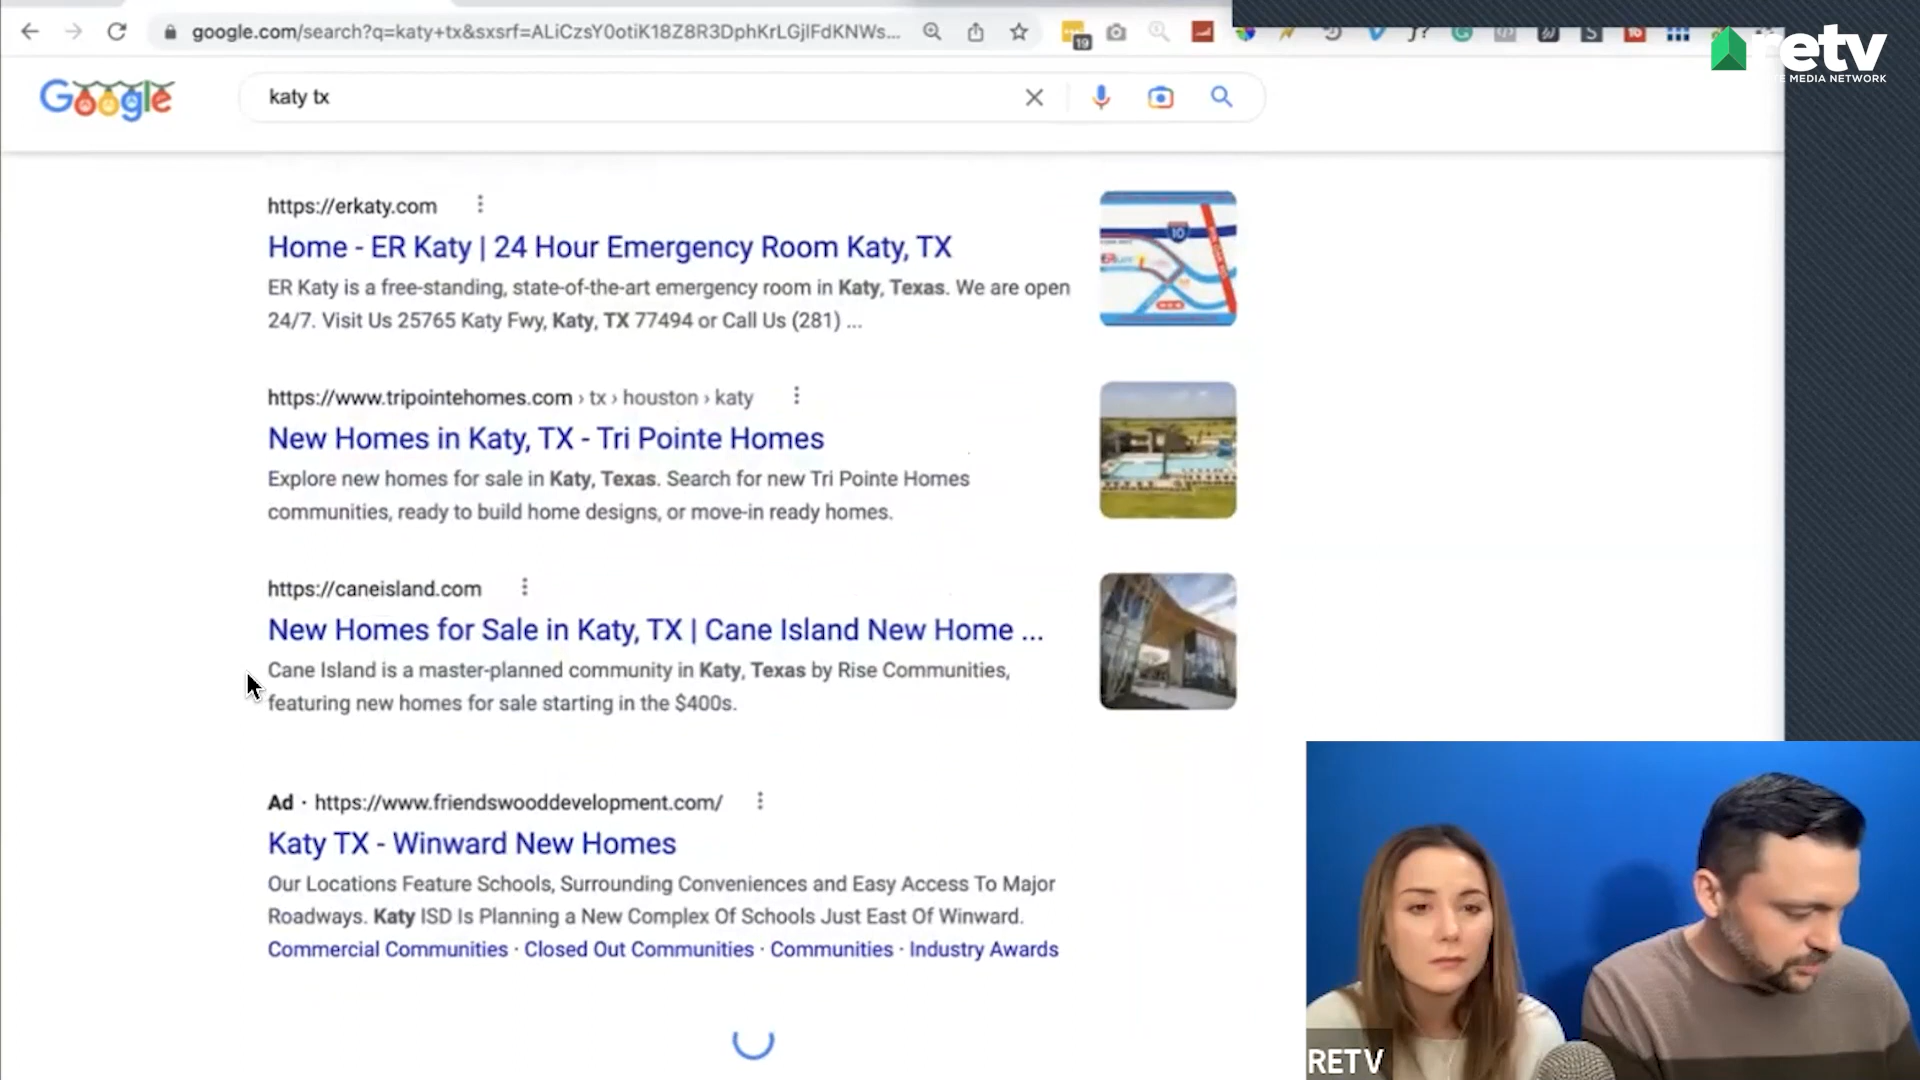 google.com/search?q=katy+tx&sxsrf=ALiCzsY0otiK18Z8R3DphKrLGjlFdKNWs...
19
retv
TE MEDIA NETWORK
Google
katy tx
https://erkaty.com
Home - ER Katy | 24 Hour Emergency Room Katy, TX
ER Katy is a free-standing, state-of-the-art emergency room in Katy, Texas. We are open
24/7. Visit Us 25765 Katy Fwy, Katy, TX 77494 or Call Us (281) ...
10
https://www.tripointehomes.com › tx › houston › katy
New Homes in Katy, TX - Tri Pointe Homes
Explore new homes for sale in Katy, Texas. Search for new Tri Pointe Homes
communities, ready to build home designs, or move-in ready homes.
https://caneisland.com
New Homes for Sale in Katy, TX | Cane Island New Home ...
Cane Island is a master-planned community in Katy, Texas by Rise Communities,
featuring new homes for sale starting in the $400s.
Ad · https://www.friendswooddevelopment.com/
Katy TX - Winward New Homes
Our Locations Feature Schools, Surrounding Conveniences and Easy Access To Major
Roadways. Katy ISD Is Planning a New Complex Of Schools Just East Of Winward.
Commercial Communities · Closed Out Communities · Communities · Industry Awards
RETV